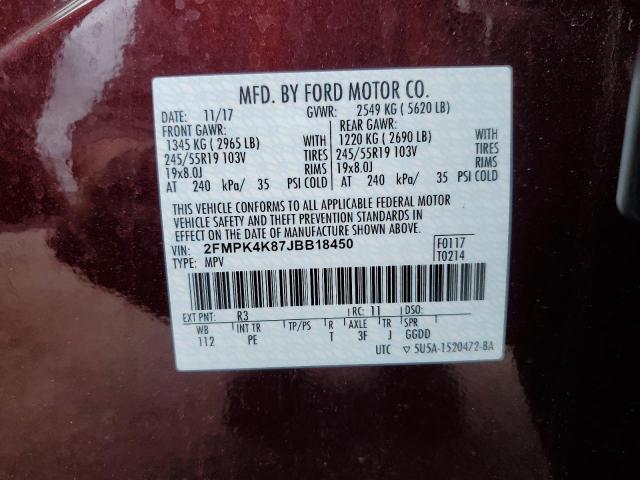 MFD. BY FORD MOTOR CO.
DATE: 11/17 GVWR: 2549 KG ( 5620 LB)
FRONT GAWR: REAR GAWR:
1345 KG ( 2965 LB) WITH 1220 KG ( 2690 LB) WITH
245/55R19 103V TIRES 245/55R19 103V TIRES
19x8.0J RIMS 19x8.0J RIMS
AT 240 kPa/ 35 PSI COLD AT 240 kPa/ 35 PSI COLD
THIS VEHICLE CONFORMS TO ALL APPLICABLE FEDERAL MOTOR
VEHICLE SAFETY AND THEFT PREVENTION STANDARDS IN
EFFECT ON THE DATE OF MANUFACTURE SHOWN ABOVE.
VIN: 2FMPK4K87JBB18450 F0117
TYPE: MPV T0214
EXT PNT: R3 RC: 11 DSO:
WB INT TR TP/PS R AXLE TR SPR
112 PE T 3F J GGDD
UTC ▽ 5U5A-1520472-BA